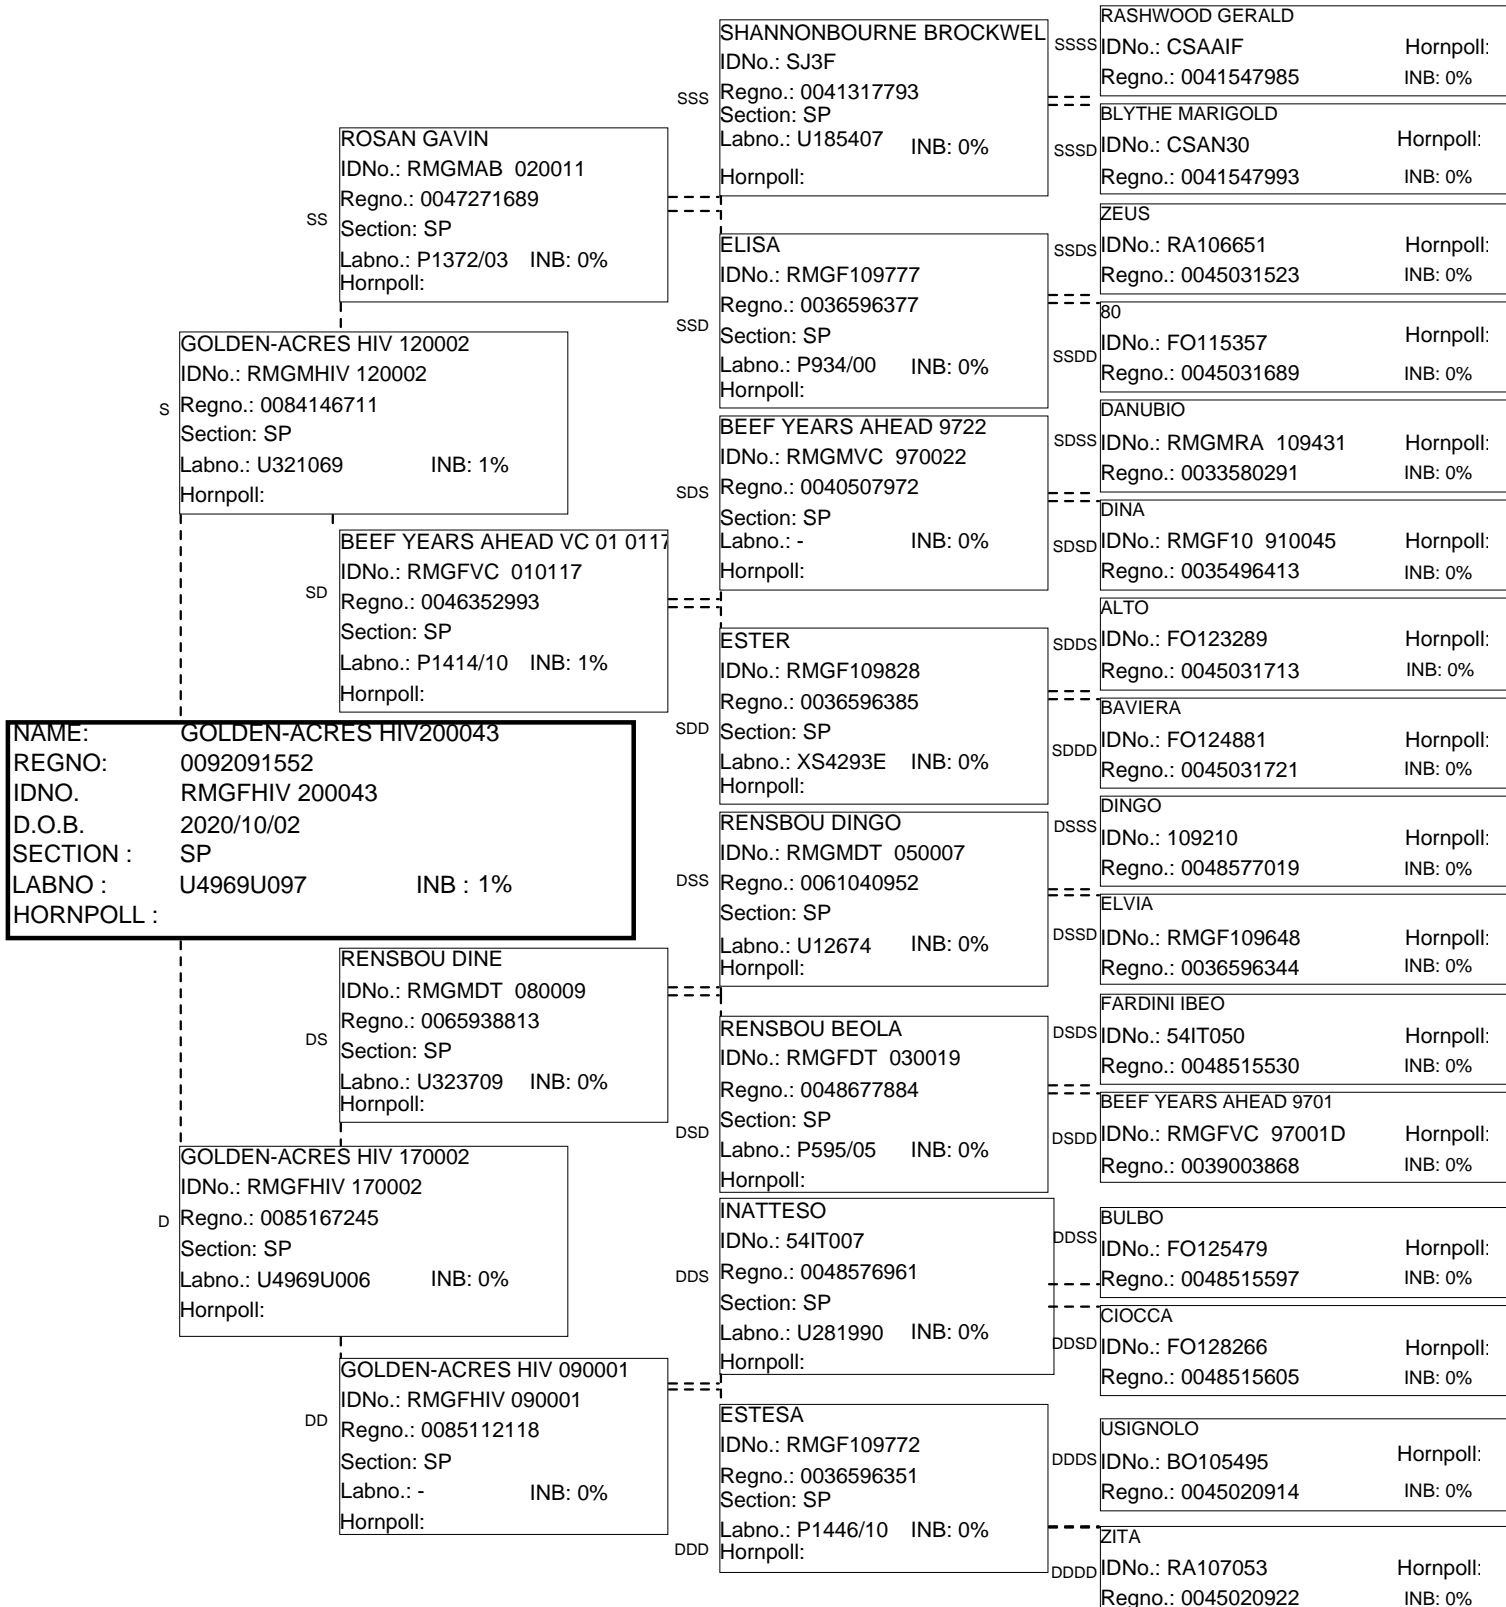 GOLDEN-ACRES HIV200043
NAME: GOLDEN-ACRES HIV200043
REGNO: 0092091552
IDNO. RMGFHIV 200043
D.O.B. 2020/10/02
SECTION : SP
LABNO : U4969U097 INB : 1%
HORNPOLL :
S
GOLDEN-ACRES HIV 120002
IDNo.: RMGMHIV 120002
Regno.: 0084146711
Section: SP
Labno.: U321069 INB: 1%
Hornpoll:
D
GOLDEN-ACRES HIV 170002
IDNo.: RMGFHIV 170002
Regno.: 0085167245
Section: SP
Labno.: U4969U006 INB: 0%
Hornpoll:
SS
ROSAN GAVIN
IDNo.: RMGMAB 020011
Regno.: 0047271689
Section: SP
Labno.: P1372/03 INB: 0%
Hornpoll:
SD
BEEF YEARS AHEAD VC 01 0117
IDNo.: RMGFVC 010117
Regno.: 0046352993
Section: SP
Labno.: P1414/10 INB: 1%
Hornpoll:
DS
RENSBOU DINE
IDNo.: RMGMDT 080009
Regno.: 0065938813
Section: SP
Labno.: U323709 INB: 0%
Hornpoll:
DD
GOLDEN-ACRES HIV 090001
IDNo.: RMGFHIV 090001
Regno.: 0085112118
Section: SP
Labno.: - INB: 0%
Hornpoll:
SSS
SHANNONBOURNE BROCKWEL
IDNo.: SJ3F
Regno.: 0041317793
Section: SP
Labno.: U185407 INB: 0%
Hornpoll:
SSD
ELISA
IDNo.: RMGF109777
Regno.: 0036596377
Section: SP
Labno.: P934/00 INB: 0%
Hornpoll:
SDS
BEEF YEARS AHEAD 9722
IDNo.: RMGMVC 970022
Regno.: 0040507972
Section: SP
Labno.: - INB: 0%
Hornpoll:
SDD
ESTER
IDNo.: RMGF109828
Regno.: 0036596385
Section: SP
Labno.: XS4293E INB: 0%
Hornpoll:
DSS
RENSBOU DINGO
IDNo.: RMGMDT 050007
Regno.: 0061040952
Section: SP
Labno.: U12674 INB: 0%
Hornpoll:
DSD
RENSBOU BEOLA
IDNo.: RMGFDT 030019
Regno.: 0048677884
Section: SP
Labno.: P595/05 INB: 0%
Hornpoll:
DDS
INATTESO
IDNo.: 54IT007
Regno.: 0048576961
Section: SP
Labno.: U281990 INB: 0%
Hornpoll:
DDD
ESTESA
IDNo.: RMGF109772
Regno.: 0036596351
Section: SP
Labno.: P1446/10 INB: 0%
Hornpoll:
RASHWOOD GERALD
SSSS IDNo.: CSAAIF Hornpoll:
Regno.: 0041547985 INB: 0%
BLYTHE MARIGOLD
SSSD IDNo.: CSAN30 Hornpoll:
Regno.: 0041547993 INB: 0%
ZEUS
SSDS IDNo.: RA106651 Hornpoll:
Regno.: 0045031523 INB: 0%
80
SSDD IDNo.: FO115357 Hornpoll:
Regno.: 0045031689 INB: 0%
DANUBIO
SDSS IDNo.: RMGMRA 109431 Hornpoll:
Regno.: 0033580291 INB: 0%
DINA
SDSD IDNo.: RMGF10 910045 Hornpoll:
Regno.: 0035496413 INB: 0%
ALTO
SDDS IDNo.: FO123289 Hornpoll:
Regno.: 0045031713 INB: 0%
BAVIERA
SDDD IDNo.: FO124881 Hornpoll:
Regno.: 0045031721 INB: 0%
DINGO
DSSS IDNo.: 109210 Hornpoll:
Regno.: 0048577019 INB: 0%
ELVIA
DSSD IDNo.: RMGF109648 Hornpoll:
Regno.: 0036596344 INB: 0%
FARDINI IBEO
DSDS IDNo.: 54IT050 Hornpoll:
Regno.: 0048515530 INB: 0%
BEEF YEARS AHEAD 9701
DSDD IDNo.: RMGFVC 97001D Hornpoll:
Regno.: 0039003868 INB: 0%
BULBO
DDSS IDNo.: FO125479 Hornpoll:
Regno.: 0048515597 INB: 0%
CIOCCA
DDSD IDNo.: FO128266 Hornpoll:
Regno.: 0048515605 INB: 0%
USIGNOLO
DDDS IDNo.: BO105495 Hornpoll:
Regno.: 0045020914 INB: 0%
ZITA
DDDD IDNo.: RA107053 Hornpoll:
Regno.: 0045020922 INB: 0%